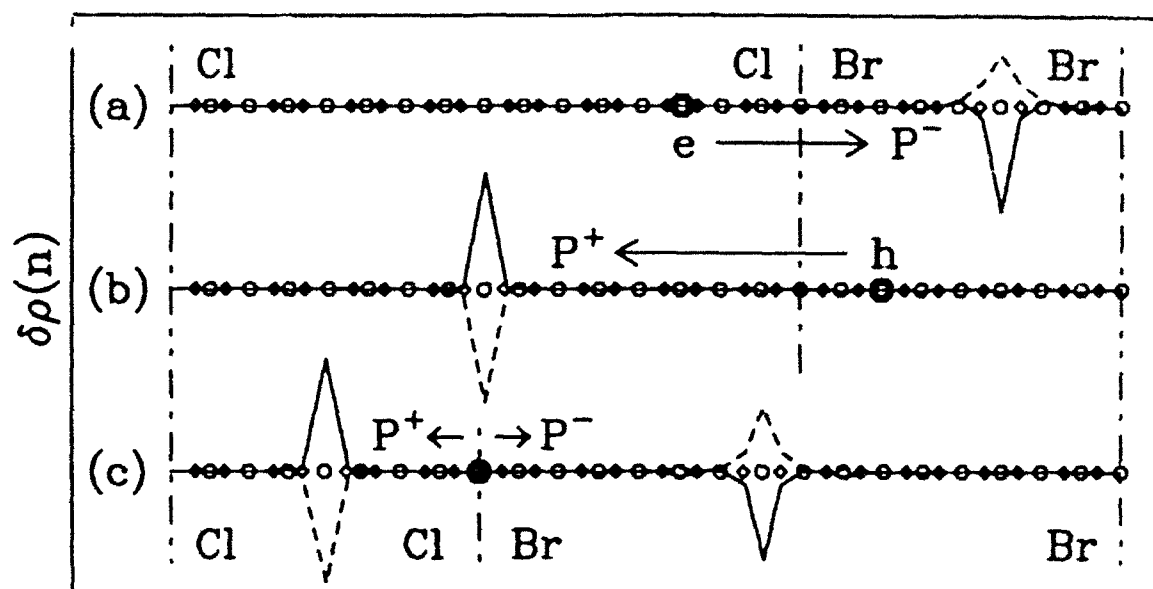 Cl Cl Br Br
(a)
e P⁻
P⁺ h
(b)
δρ(n)
P⁺ P⁻
(c)
Cl Cl Br Br